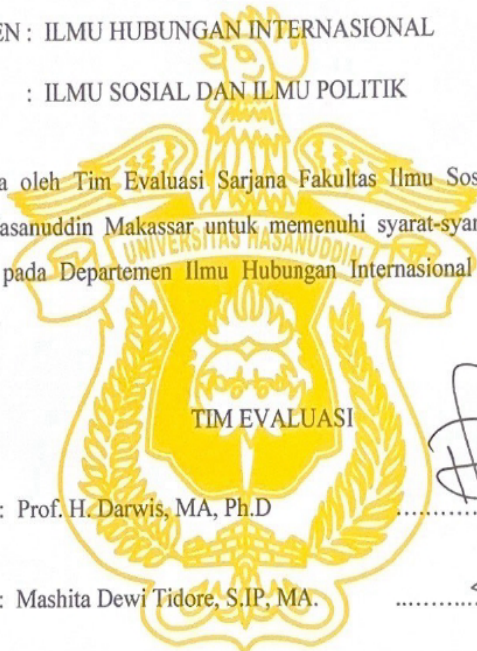 EN : ILMU HUBUNGAN INTERNASIONAL
: ILMU SOSIAL DAN ILMU POLITIK
a oleh Tim Evaluasi Sarjana Fakultas Ilmu Sos
asanuddin Makassar untuk memenuhi syarat-syar
UNIVERSITAS HASANUDDIN
pada Departemen Ilmu Hubungan Internasional
TIM EVALUASI
: Prof. H. Darwis, MA, Ph.D
: Mashita Dewi Tidore, S.IP, MA.